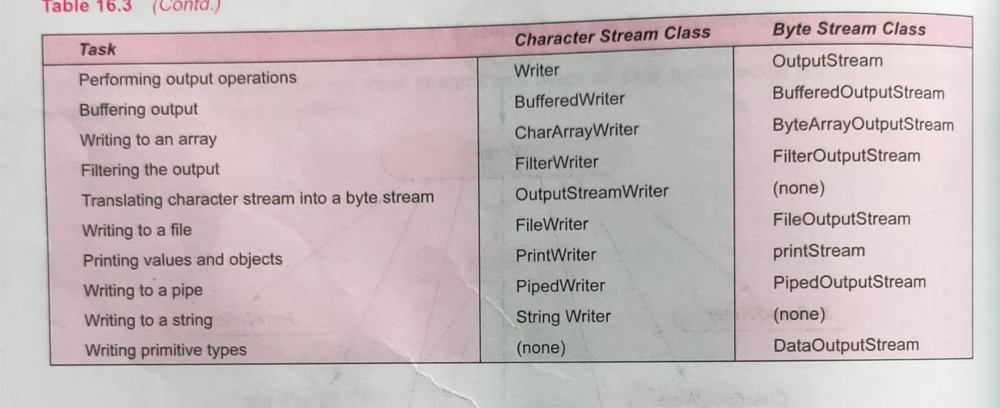 Table 16.3 (Contd.)
Task Character Stream Class Byte Stream Class
Performing output operations Writer OutputStream
Buffering output BufferedWriter BufferedOutputStream
Writing to an array CharArrayWriter ByteArrayOutputStream
Filtering the output FilterWriter FilterOutputStream
Translating character stream into a byte stream OutputStreamWriter (none)
Writing to a file FileWriter FileOutputStream
Printing values and objects PrintWriter printStream
Writing to a pipe PipedWriter PipedOutputStream
Writing to a string String Writer (none)
Writing primitive types (none) DataOutputStream